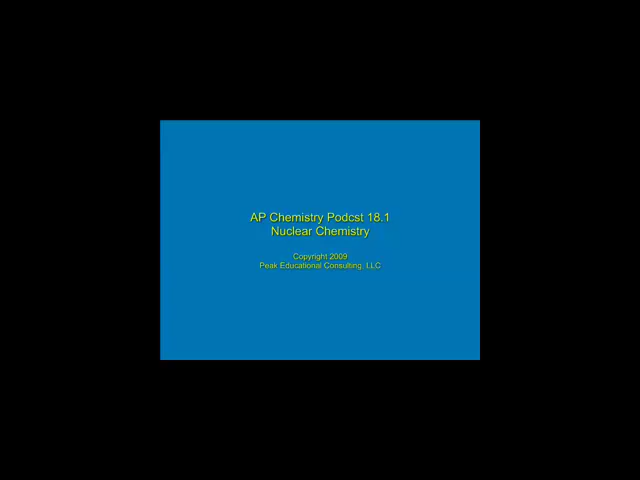 AP Chemistry Podcst 18.1
Nuclear Chemistry
Copyright 2009
Peak Educational Consulting, LLC